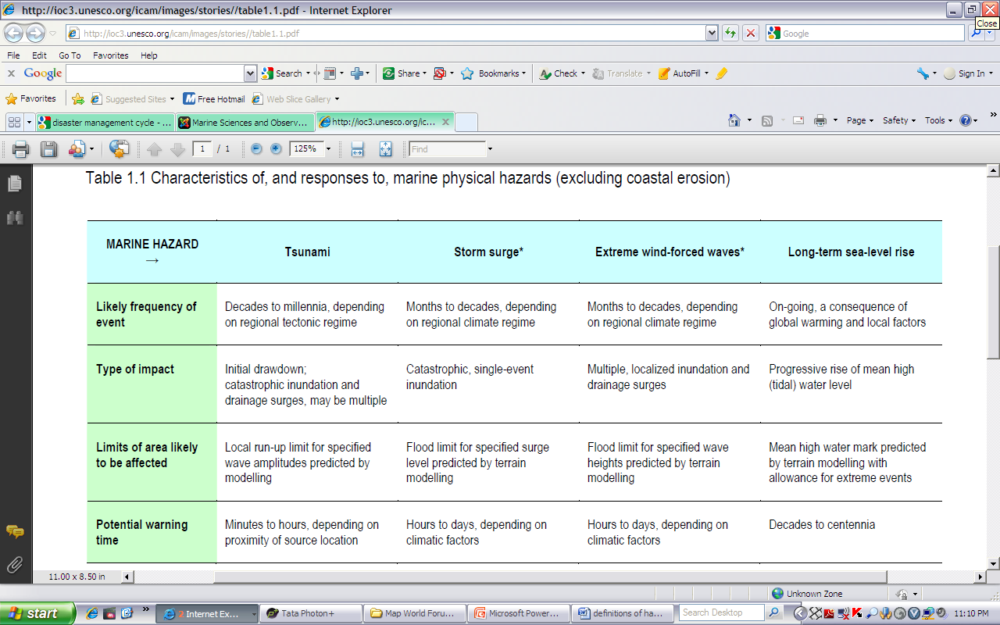 http://ioc3.unesco.org/icam/images/stories//table1.1.pdf - Internet Explorer
Close
http://ioc3.unesco.org/icam/images/stories//table1.1.pdf
Google
File Edit Go To Favorites Help
x Google Search Share Bookmarks Check Translate AutoFill Sign In
Favorites Suggested Sites Free Hotmail Web Slice Gallery
disaster management cycle - ... Marine Sciences and Observ... http://ioc3.unesco.org/ic...
Page Safety Tools
1 / 1 125% Find
Table 1.1 Characteristics of, and responses to, marine physical hazards (excluding coastal erosion)
MARINE HAZARD
→
Tsunami
Storm surge*
Extreme wind-forced waves*
Long-term sea-level rise
Likely frequency of
event
Decades to millennia, depending
on regional tectonic regime
Months to decades, depending
on regional climate regime
Months to decades, depending
on regional climate regime
On-going, a consequence of
global warming and local factors
Type of impact
Initial drawdown;
catastrophic inundation and
drainage surges, may be multiple
Catastrophic, single-event
inundation
Multiple, localized inundation and
drainage surges
Progressive rise of mean high
(tidal) water level
Limits of area likely
to be affected
Local run-up limit for specified
wave amplitudes predicted by
modelling
Flood limit for specified surge
level predicted by terrain
modelling
Flood limit for specified wave
heights predicted by terrain
modelling
Mean high water mark predicted
by terrain modelling with
allowance for extreme events
Potential warning
time
Minutes to hours, depending on
proximity of source location
Hours to days, depending on
climatic factors
Hours to days, depending on
climatic factors
Decades to centennia
11.00 x 8.50 in
Unknown Zone
start 2 Internet Ex... Tata Photon+ Map World Foru... Microsoft Power... definitions of ha... Search Desktop 11:10 PM